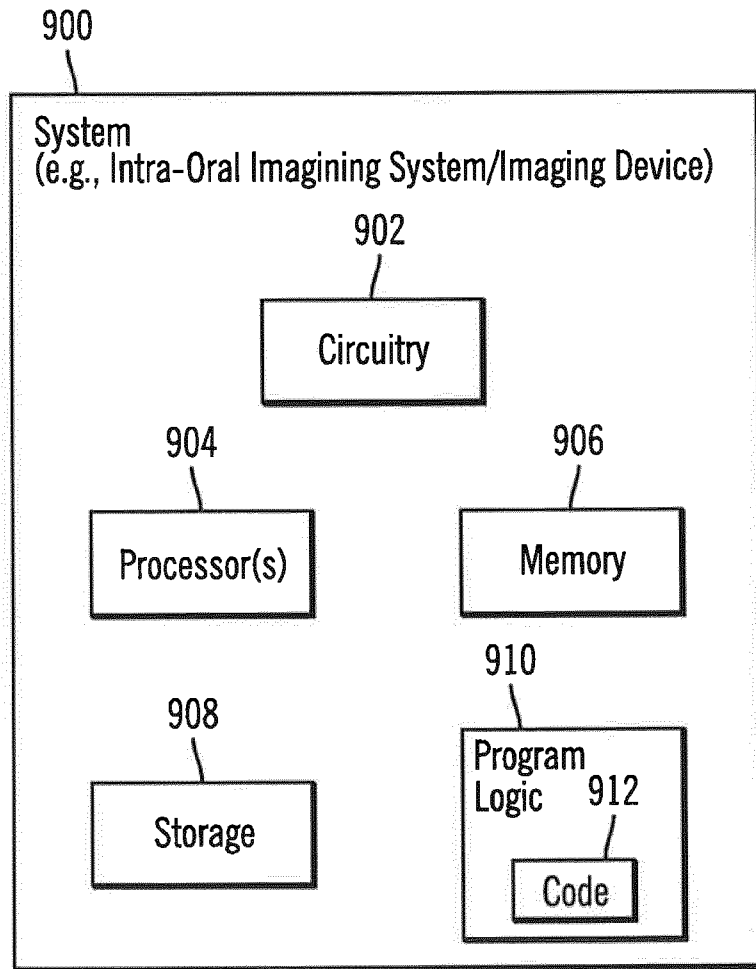 900
System
(e.g., Intra-Oral Imagining System/Imaging Device)
902
Circuitry
904
906
Processor(s)
Memory
908
910
Storage
Program
Logic
912
Code